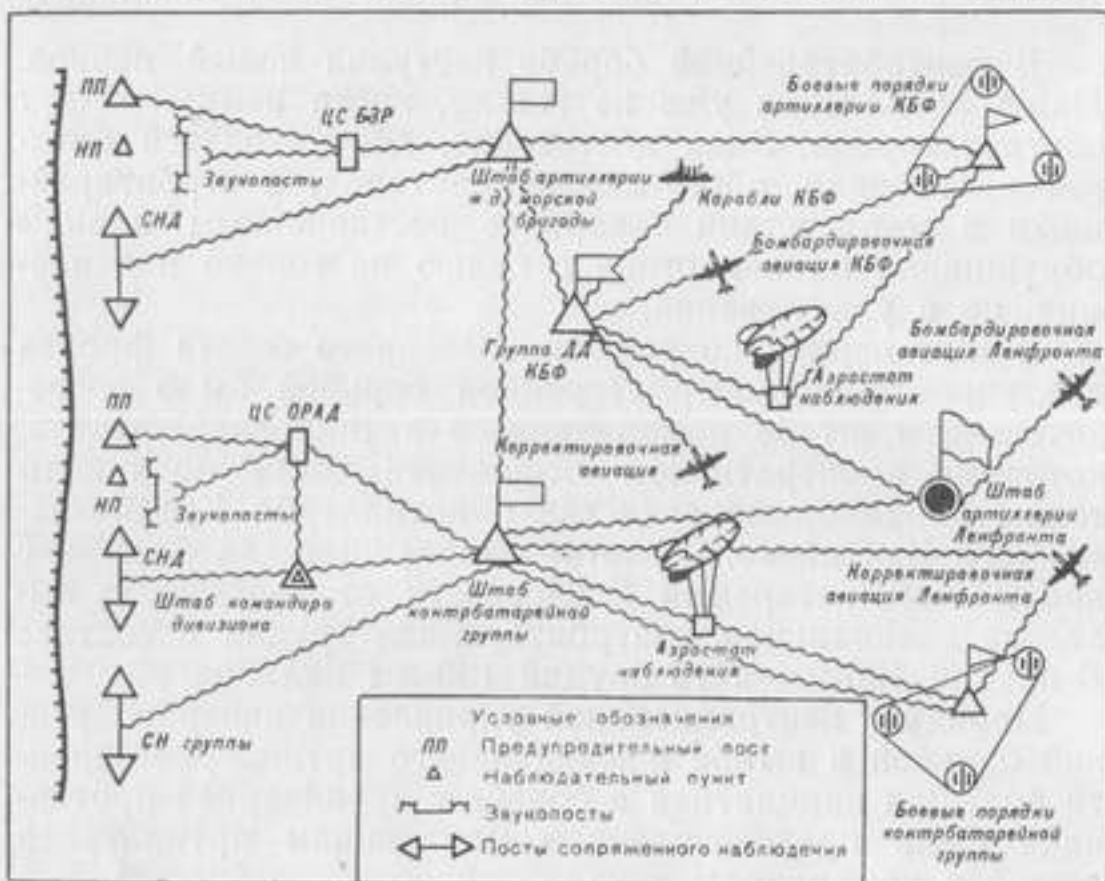 ПП
НП
Звукопосты
СНД
ЦС БЗР
Штаб артиллерии
морской
бригады
Корабли КБФ
Боевые порядки
артиллерии КБФ
Бомбардировочная
авиация КБФ
Группа ДД
КБФ
Аэростат
наблюдения
Бомбардировочная
авиация Ленфронта
Корректировочная
авиация
ПП
НП
Звукопосты
ЦС ОРАД
СНД
Штаб командира
дивизиона
Штаб
контрбатарейной
группы
Штаб
артиллерии
Ленфронта
Корректировочная
авиация Ленфронта
Аэростат
наблюдения
СН группы
Боевые порядки
контрбатарейной
группы
Условные обозначения
ПП Предупредительный пост
Наблюдательный пункт
Звукопосты
Посты сопряженного наблюдения